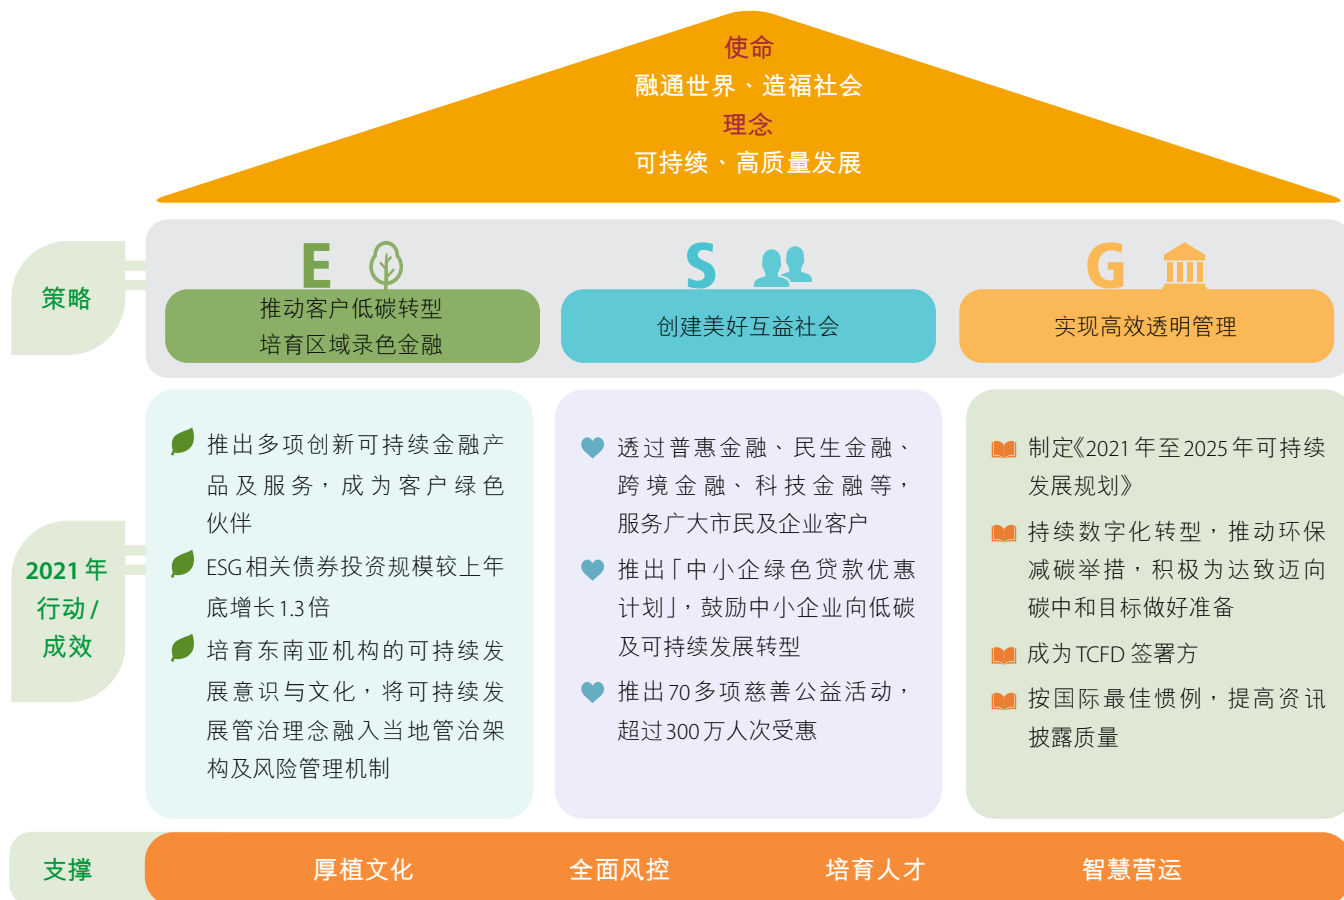 使命
融通世界、造福社会
理念
可持续、高质量发展
策略
E
推动客户低碳转型
培育区域录色金融
S
创建美好互益社会
G
实现高效透明管理
2021年
行动/
成效
推出多项创新可持续金融产
品及服务，成为客户绿色
伙伴
ESG相关债券投资规模较上年
底增长1.3倍
培育东南亚机构的可持续发
展意识与文化，将可持续发
展管治理念融入当地管治架
构及风险管理机制
透过普惠金融、民生金融、
跨境金融、科技金融等，
服务广大市民及企业客户
推出「中小企绿色贷款优惠
计划」，鼓励中小企业向低碳
及可持续发展转型
推出70多项慈善公益活动，
超过300万人次受惠
制定《2021年至2025年可持续
发展规划》
持续数字化转型，推动环保
减碳举措，积极为达致迈向
碳中和目标做好准备
成为TCFD签署方
按国际最佳惯例，提高资讯
披露质量
支撑
厚植文化
全面风控
培育人才
智慧营运